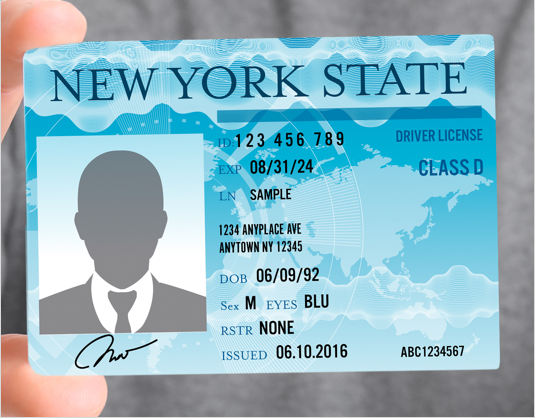 NEW YORK STATE
ID:123 456 789
DRIVER LICENSE
EXP 08/31/24
CLASS D
LN SAMPLE
1234 ANYPLACE AVE
ANYTOWN NY 12345
DOB 06/09/92
Sex M EYES BLU
RSTR NONE
ISSUED 06.10.2016
ABC1234567